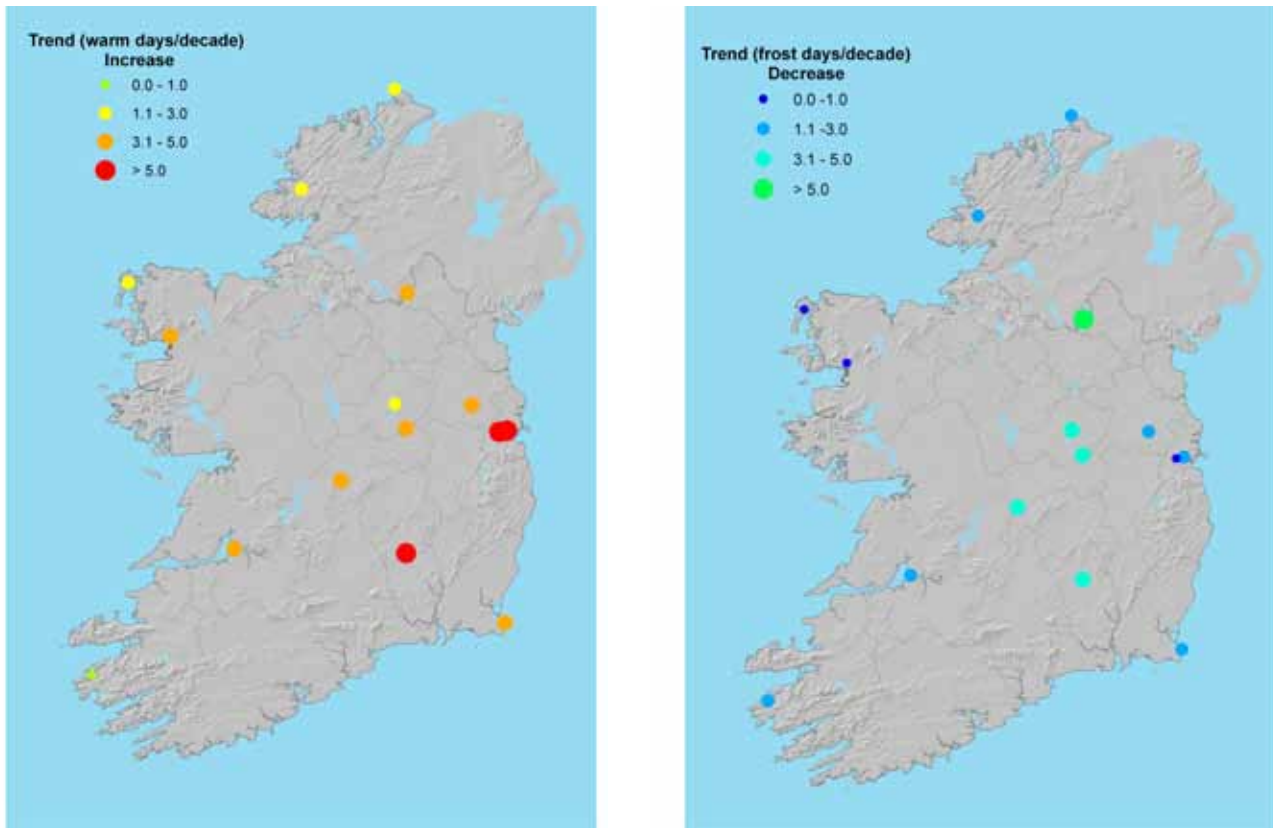 Trend (warm days/decade)
Increase
0.0 - 1.0
1.1 - 3.0
3.1 - 5.0
> 5.0
Trend (frost days/decade)
Decrease
0.0 -1.0
1.1 -3.0
3.1 - 5.0
> 5.0